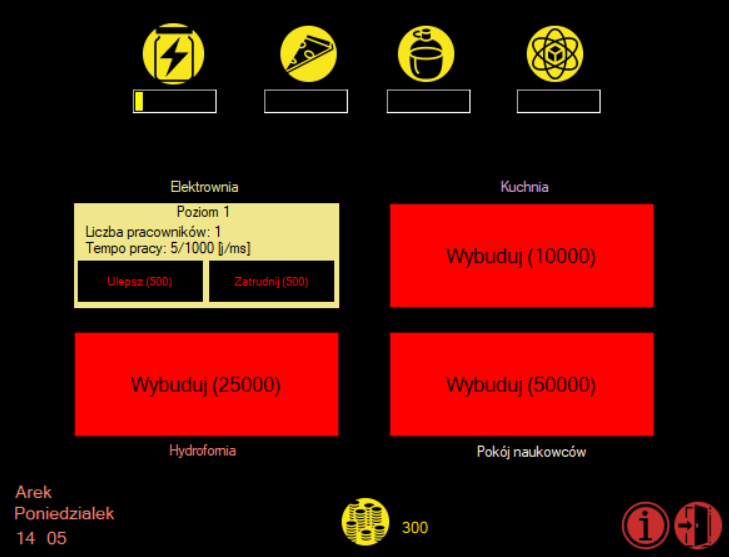 Elektrownia
Kuchnia
Poziom 1
Liczba pracowników: 1
Tempo pracy: 5/1000 [j/ms]
Ulepsz (500)
Zatrudnij (500)
Wybuduj (10000)
Wybuduj (25000)
Wybuduj (50000)
Hydrofornia
Pokój naukowców
Arek
Poniedzialek
14 05
300